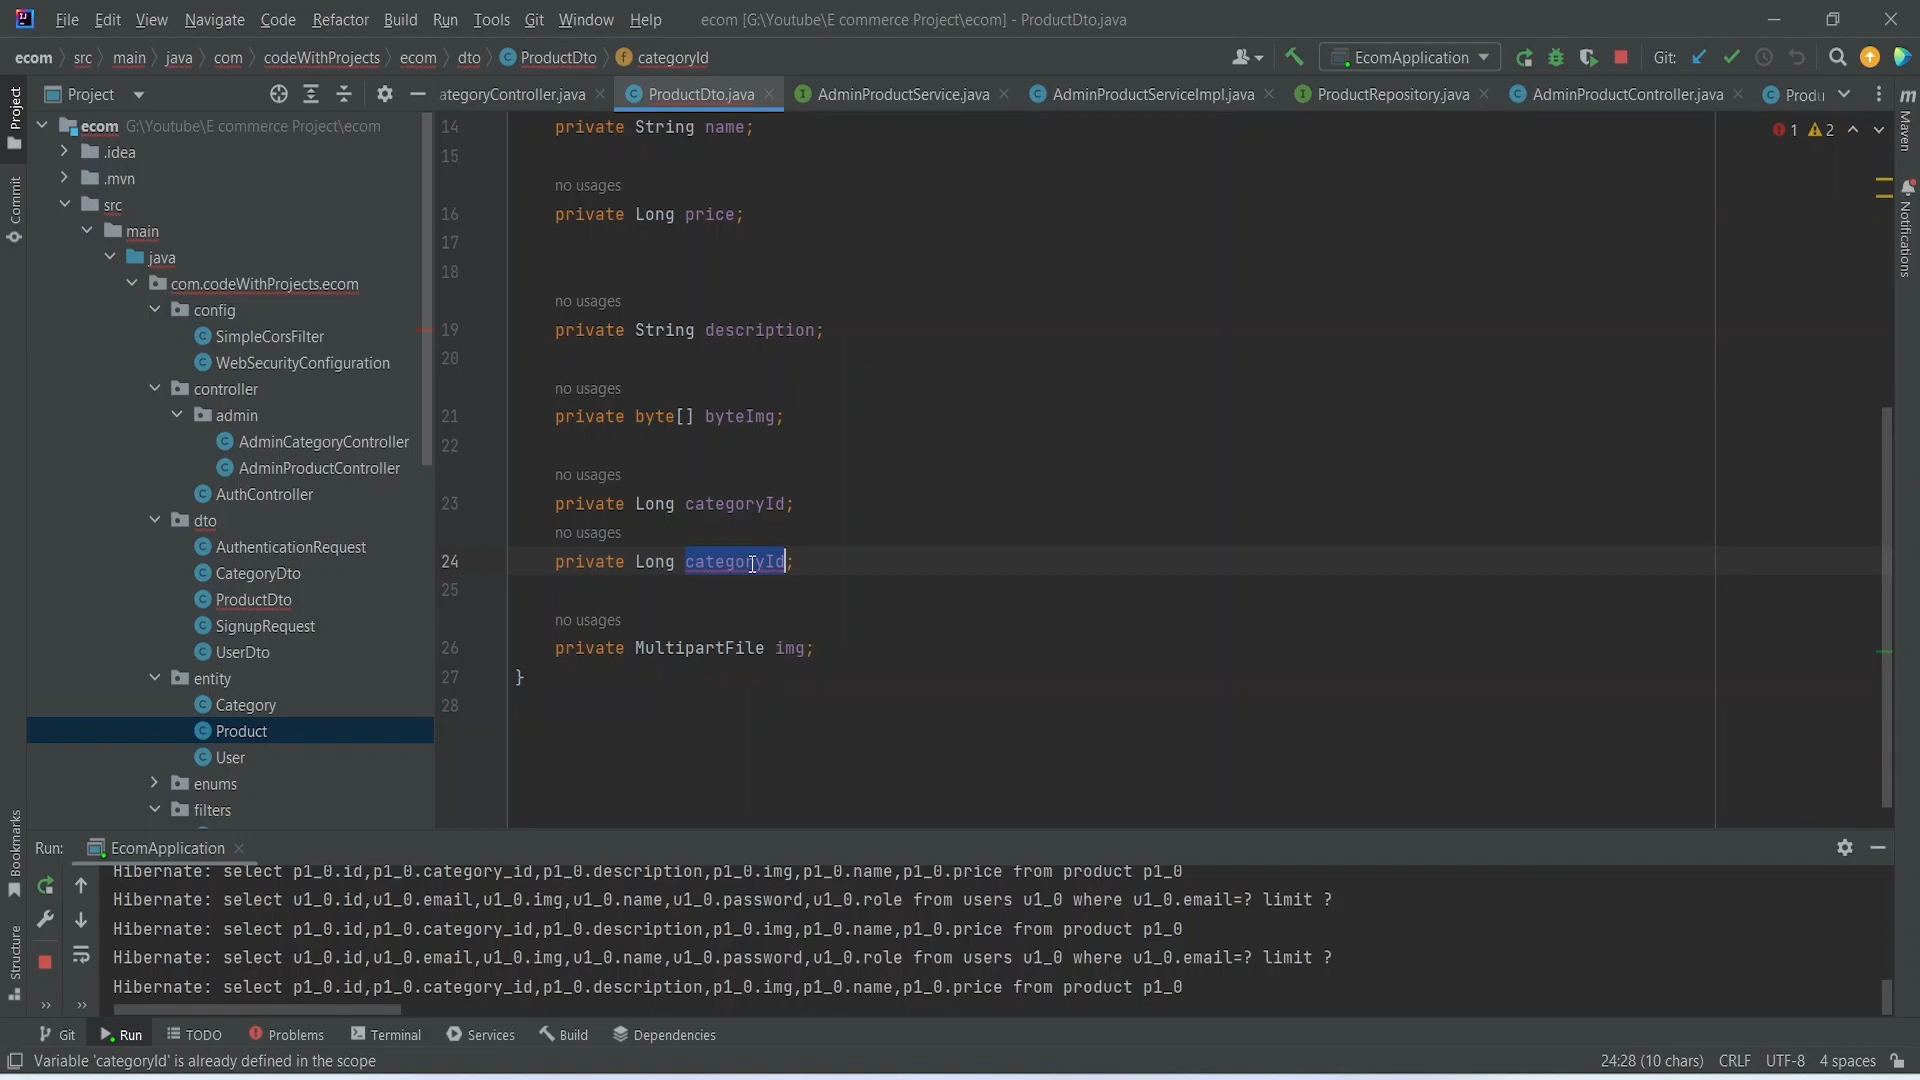 File Edit View Navigate Code Refactor Build Run Tools Git Window Help ecom [G:\Youtube\E commerce Project\ecom] - ProductDto.java
ecom src main java com codeWithProjects ecom dto ProductDto categoryId EcomApplication Git:
Project ategoryController.java ProductDto.java AdminProductService.java AdminProductServiceImpl.java ProductRepository.java AdminProductController.java Produ
Project
Commit
Bookmarks
Structure
Maven
Notifications
ecom G:\Youtube\E commerce Project\ecom
.idea
.mvn
src
main
java
com.codeWithProjects.ecom
config
SimpleCorsFilter
WebSecurityConfiguration
controller
admin
AdminCategoryController
AdminProductController
AuthController
dto
AuthenticationRequest
CategoryDto
ProductDto
SignupRequest
UserDto
entity
Category
Product
User
enums
filters
1 2
14 private String name;
15
no usages
16 private Long price;
17
18
no usages
19 private String description;
20
no usages
21 private byte[] byteImg;
22
no usages
23 private Long categoryId;
no usages
24 private Long categoryId;
25
no usages
26 private MultipartFile img;
27 }
28
Run: EcomApplication
Hibernate: select p1_0.id,p1_0.category_id,p1_0.description,p1_0.img,p1_0.name,p1_0.price from product p1_0
Hibernate: select u1_0.id,u1_0.email,u1_0.img,u1_0.name,u1_0.password,u1_0.role from users u1_0 where u1_0.email=? limit ?
Hibernate: select p1_0.id,p1_0.category_id,p1_0.description,p1_0.img,p1_0.name,p1_0.price from product p1_0
Hibernate: select u1_0.id,u1_0.email,u1_0.img,u1_0.name,u1_0.password,u1_0.role from users u1_0 where u1_0.email=? limit ?
Hibernate: select p1_0.id,p1_0.category_id,p1_0.description,p1_0.img,p1_0.name,p1_0.price from product p1_0
Git Run TODO Problems Terminal Services Build Dependencies
Variable 'categoryId' is already defined in the scope 24:28 (10 chars) CRLF UTF-8 4 spaces